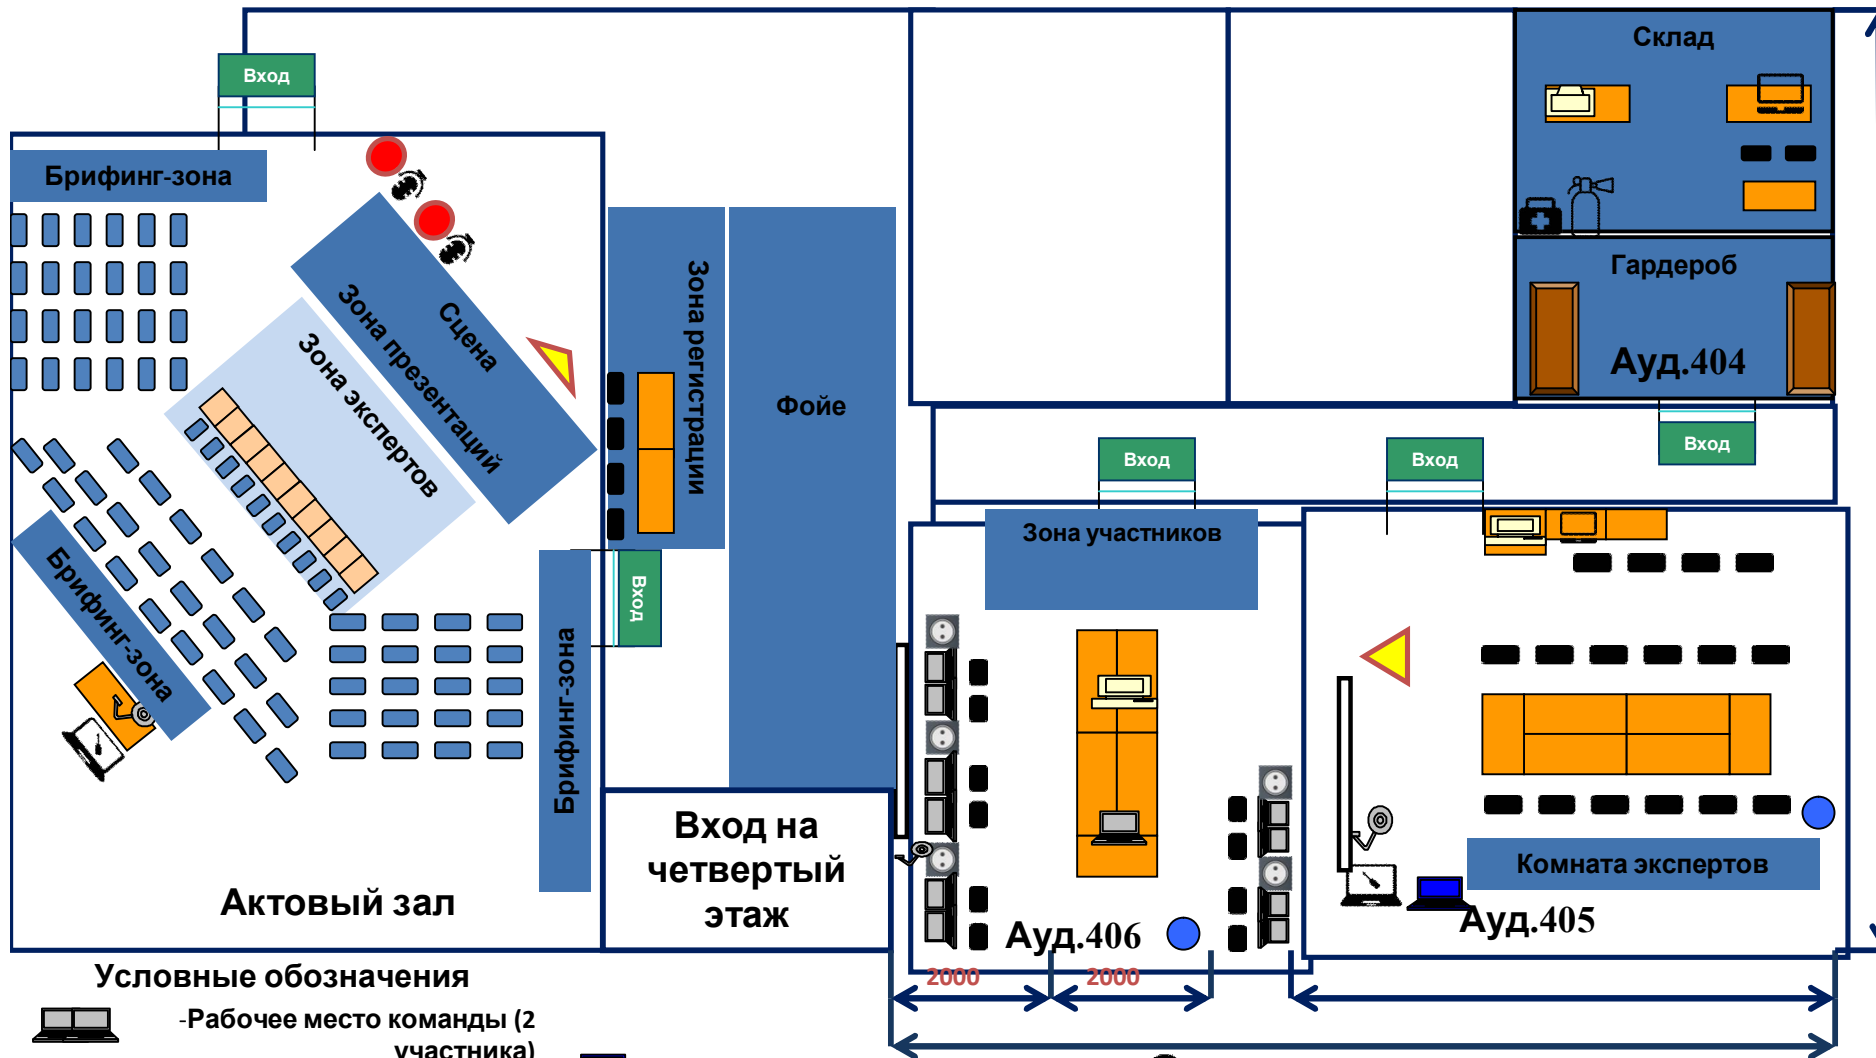 Вход
Брифинг-зона
Сцена
Зона презентаций
Зона экспертов
Зона регистрации
Фойе
Вход
Брифинг-зона
Брифинг-зона
Актовый зал
Вход на
четвертый
этаж
Склад
Гардероб
Ауд.404
Вход
Вход
Вход
Зона участников
Ауд.406
Комната экспертов
Ауд.405
2000
2000
Условные обозначения
-Рабочее место команды (2
участника)